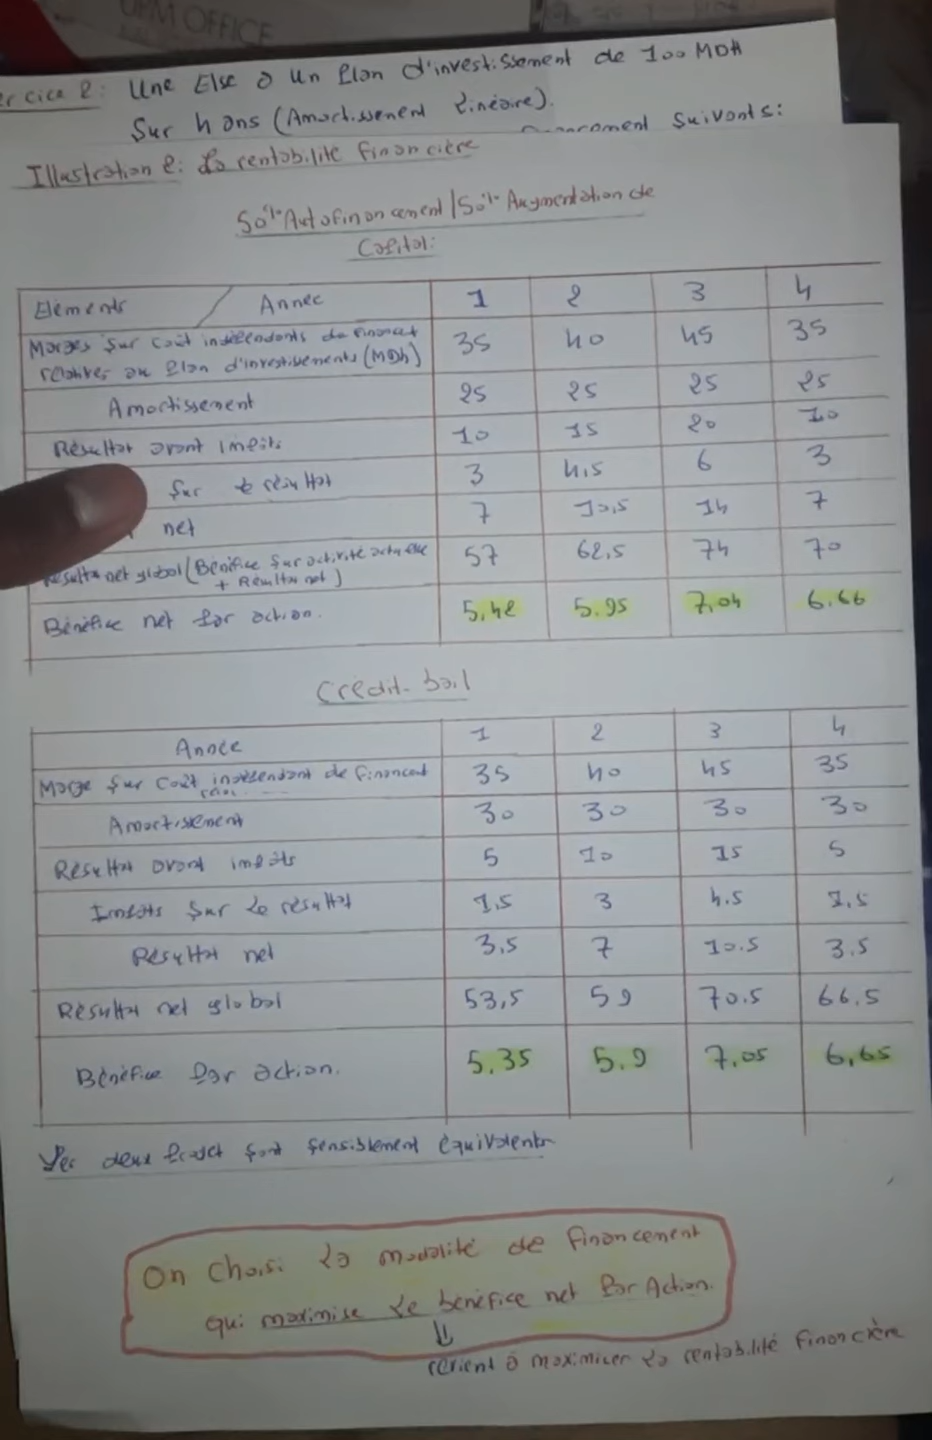 OFFICE
cice 2: Une Else a un Plan d'investissement de 100 MDH
Sur 4 ans (Amortissement linéaire).
Suivants:
Illustration 2: La rentabilité financière
50% Autofinancement / 50% Augmentation de
Capital:
Elements / Année 1 2 3 4
Marges sur coût indépendants de financet
relatives au Plan d'investissements (MDh) 35 40 45 35
Amortissement 25 25 25 25
Résultat avant impôts 10 15 20 10
sur le résultat 3 4,5 6 3
net 7 10,5 14 7
Résultat net global (Bénéfice sur activité actuelle
+ Résultat net) 57 62,5 74 70
Bénéfice net par action. 5,42 5.95 7,04 6.66
Crédit-bail
Année 1 2 3 4
Marge sur coût indépendant de financent 35 40 45 35
Amortissement 30 30 30 30
Résultat avant impôts 5 10 15 5
Impôts sur le résultat 1,5 3 4.5 1,5
Résultat net 3,5 7 10.5 3.5
Résultat net global 53,5 59 70.5 66.5
Bénéfice par action. 5,35 5.9 7,05 6,65
Les deux projet sont sensiblement équivalents
On choisi la modalité de financement
qui maximise le bénéfice net Par Action.
⇓
revient à maximiser la rentabilité financière